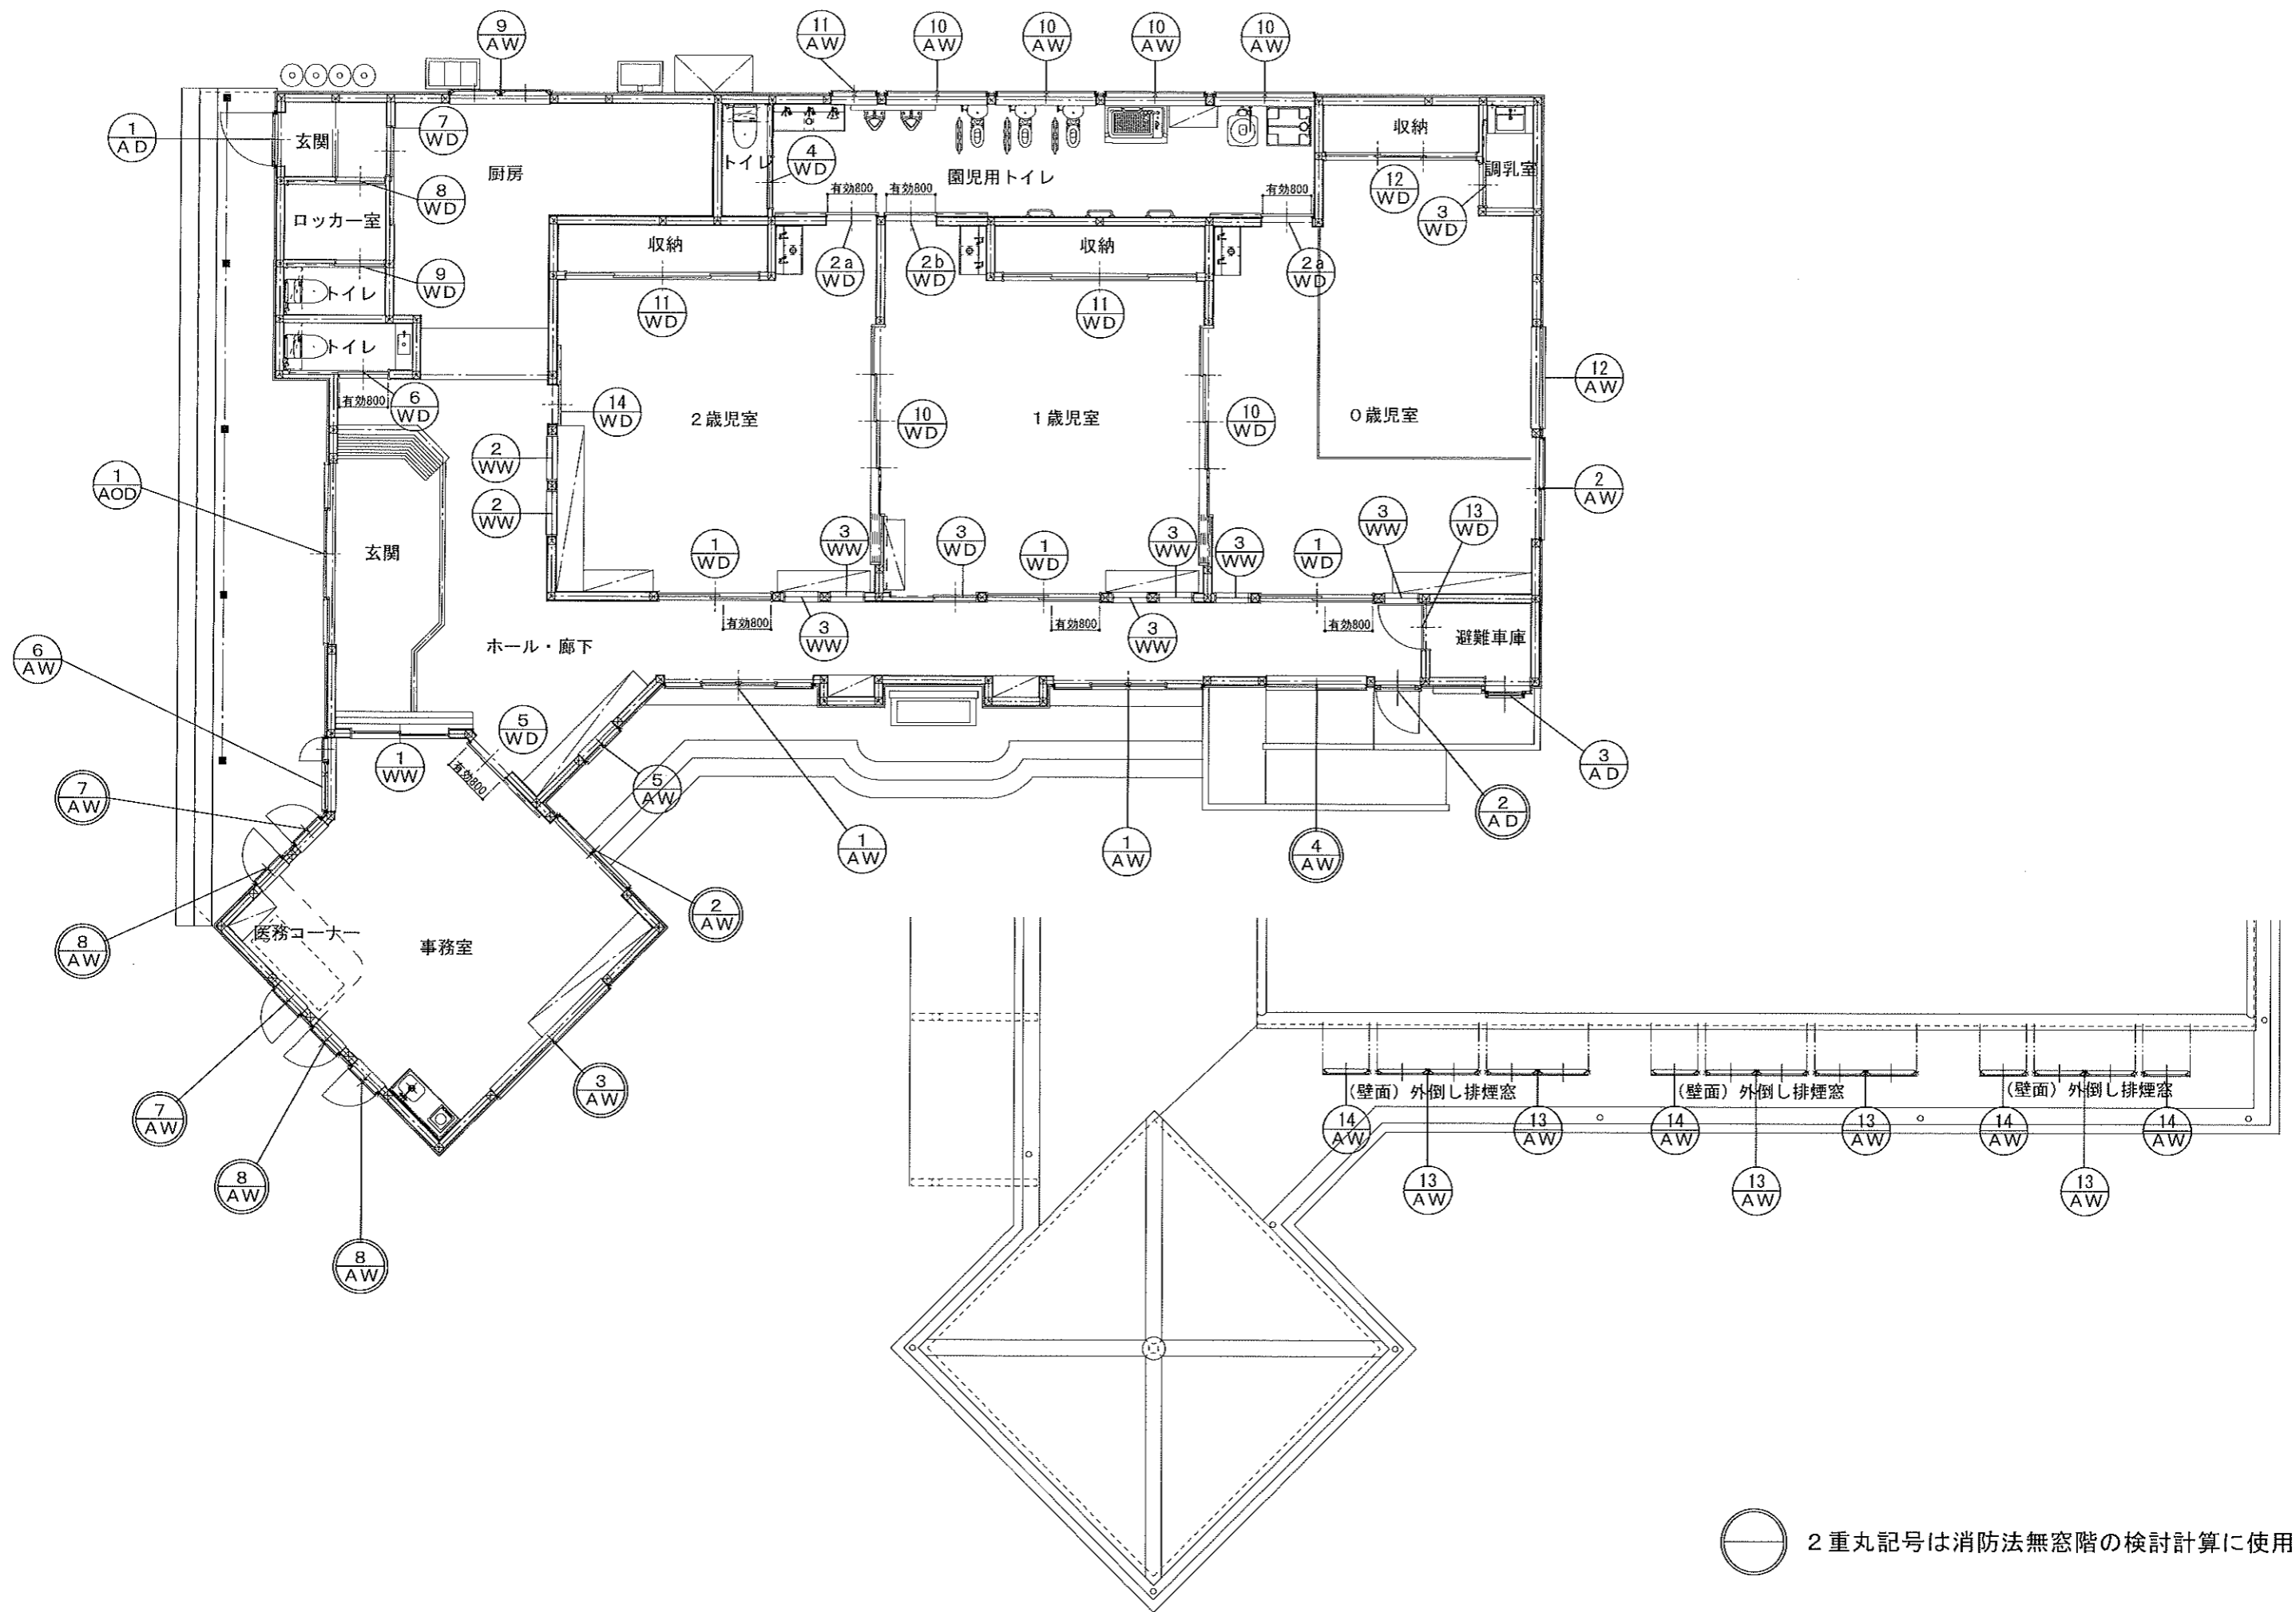 9
AW
11
AW
10
AW
10
AW
10
AW
10
AW
1
AD
玄関
7
WD
厨房
トイレ
4
WD
園児用トイレ
収納
調乳室
12
WD
3
WD
8
WD
ロッカー室
有効800
有効800
有効800
収納
収納
9
WD
トイレ
2a
WD
2b
WD
2a
WD
11
WD
11
WD
トイレ
有効800
6
WD
14
WD
2歳児室
10
WD
1歳児室
10
WD
0歳児室
12
AW
2
WW
2
WW
1
AOD
玄関
2
AW
1
WD
3
WW
3
WD
1
WD
3
WW
3
WW
1
WD
3
WW
13
WD
有効800
3
WW
有効800
3
WW
有効800
避難車庫
ホール・廊下
6
AW
5
WD
有効800
1
WW
5
AW
3
AD
7
AW
2
AD
1
AW
1
AW
4
AW
2
AW
8
AW
医務コーナー
事務室
7
AW
3
AW
8
AW
8
AW
(壁面)外倒し排煙窓
(壁面)外倒し排煙窓
(壁面)外倒し排煙窓
14
AW
13
AW
14
AW
13
AW
14
AW
14
AW
13
AW
13
AW
13
AW
2重丸記号は消防法無窓階の検討計算に使用